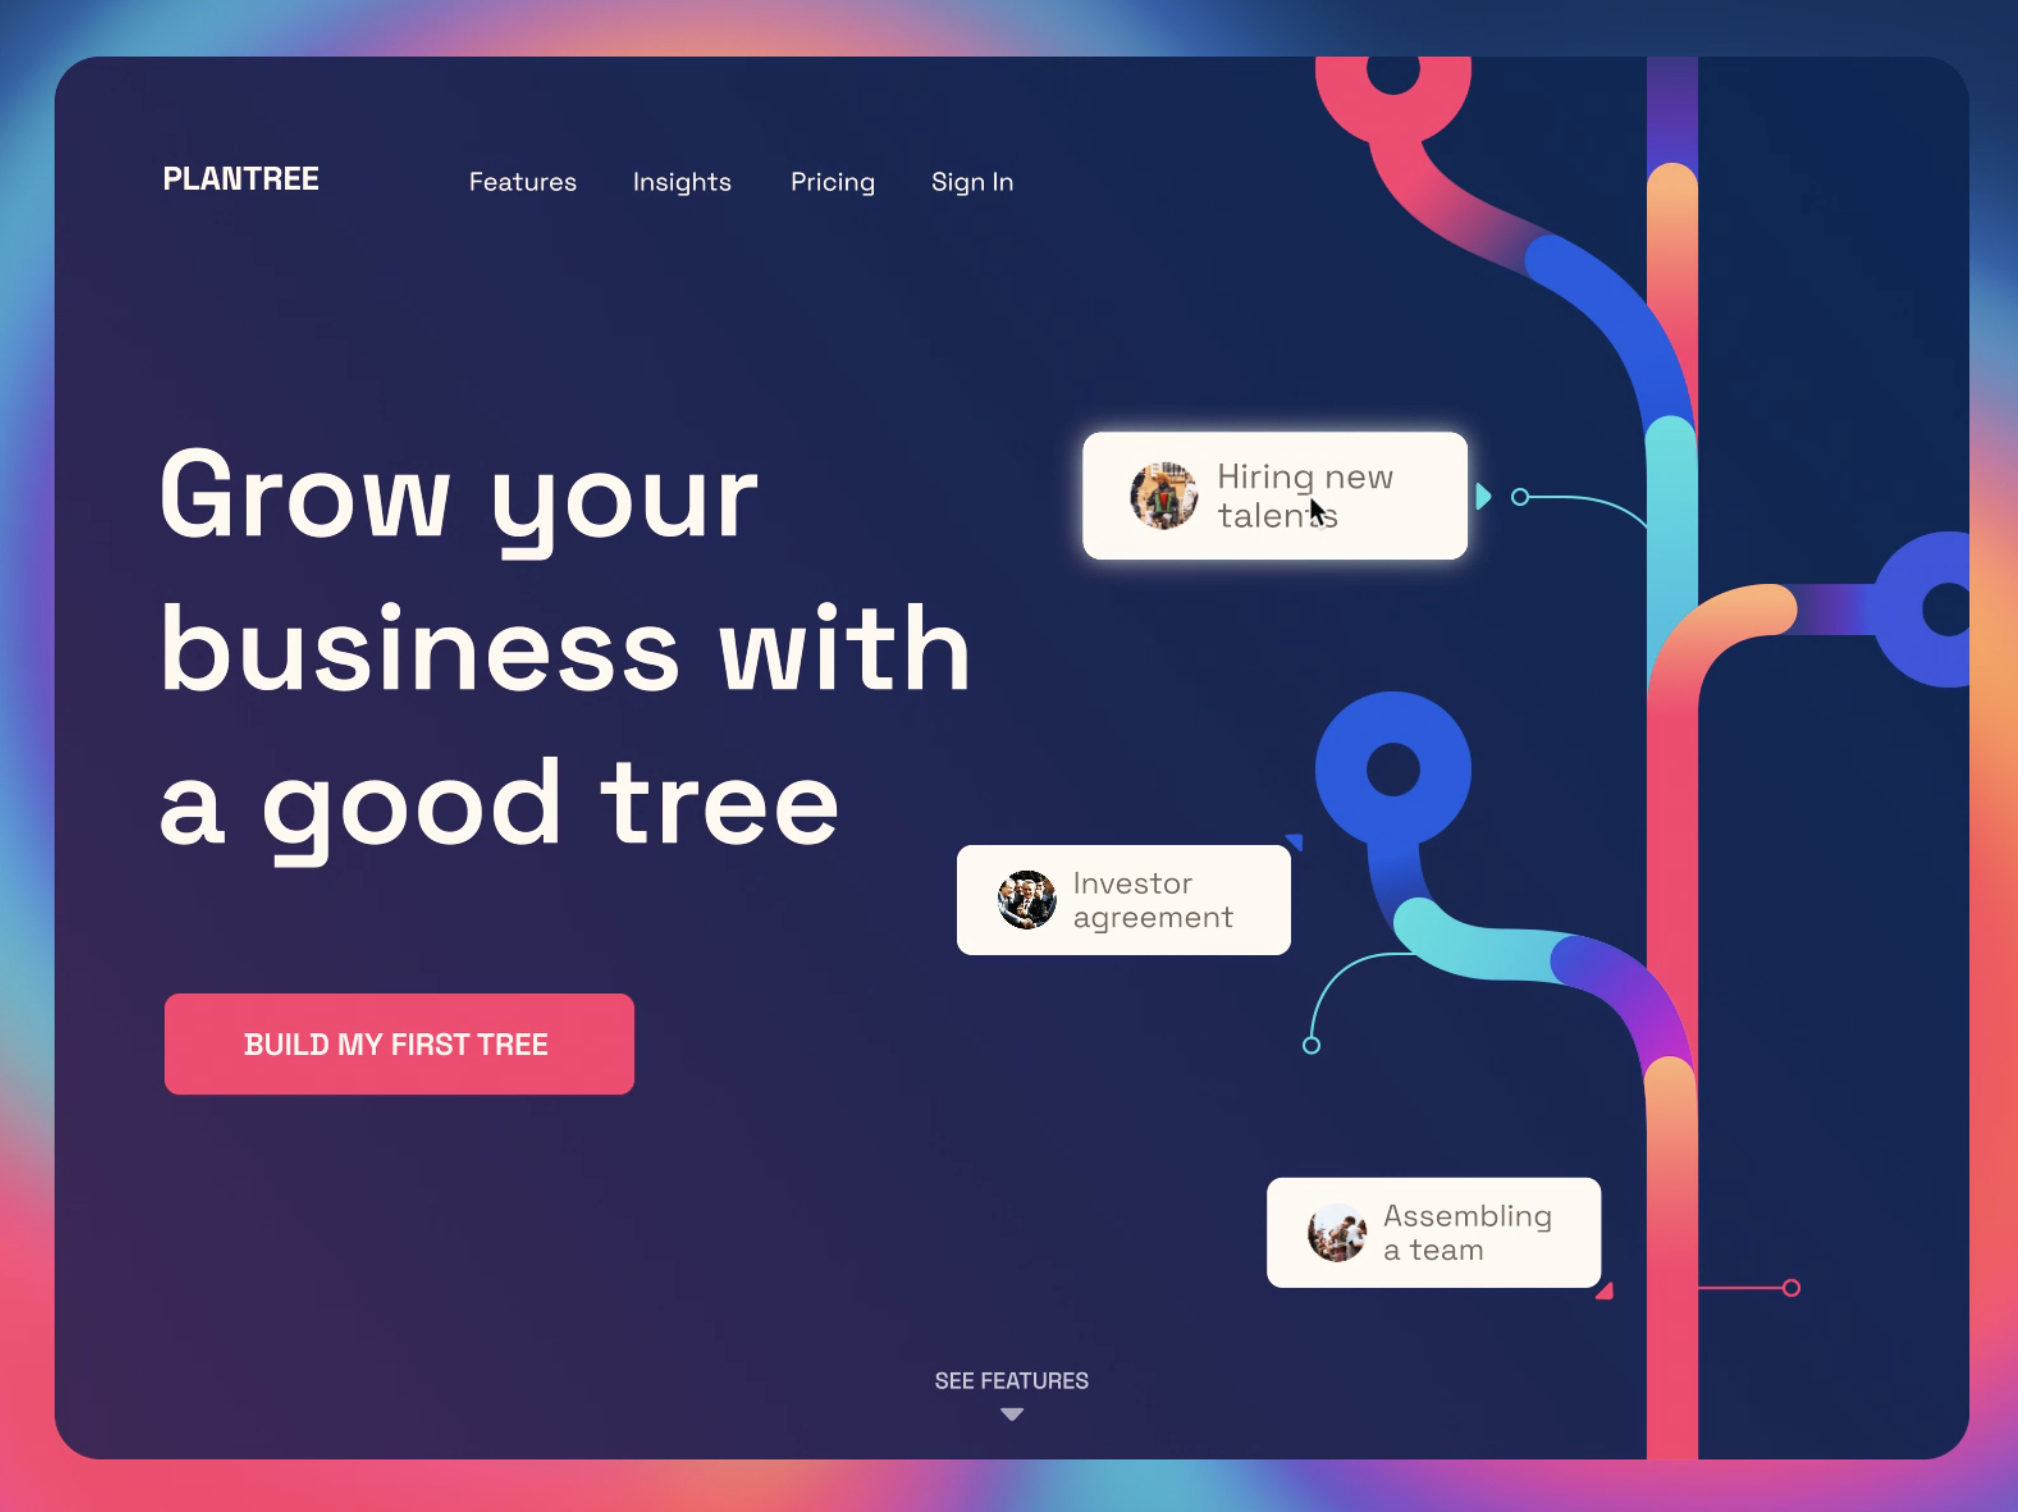 PLANTREE
Features
Insights
Pricing
Sign In
Grow your
business with
a good tree
BUILD MY FIRST TREE
Hiring new
talents
Investor
agreement
Assembling
a team
SEE FEATURES